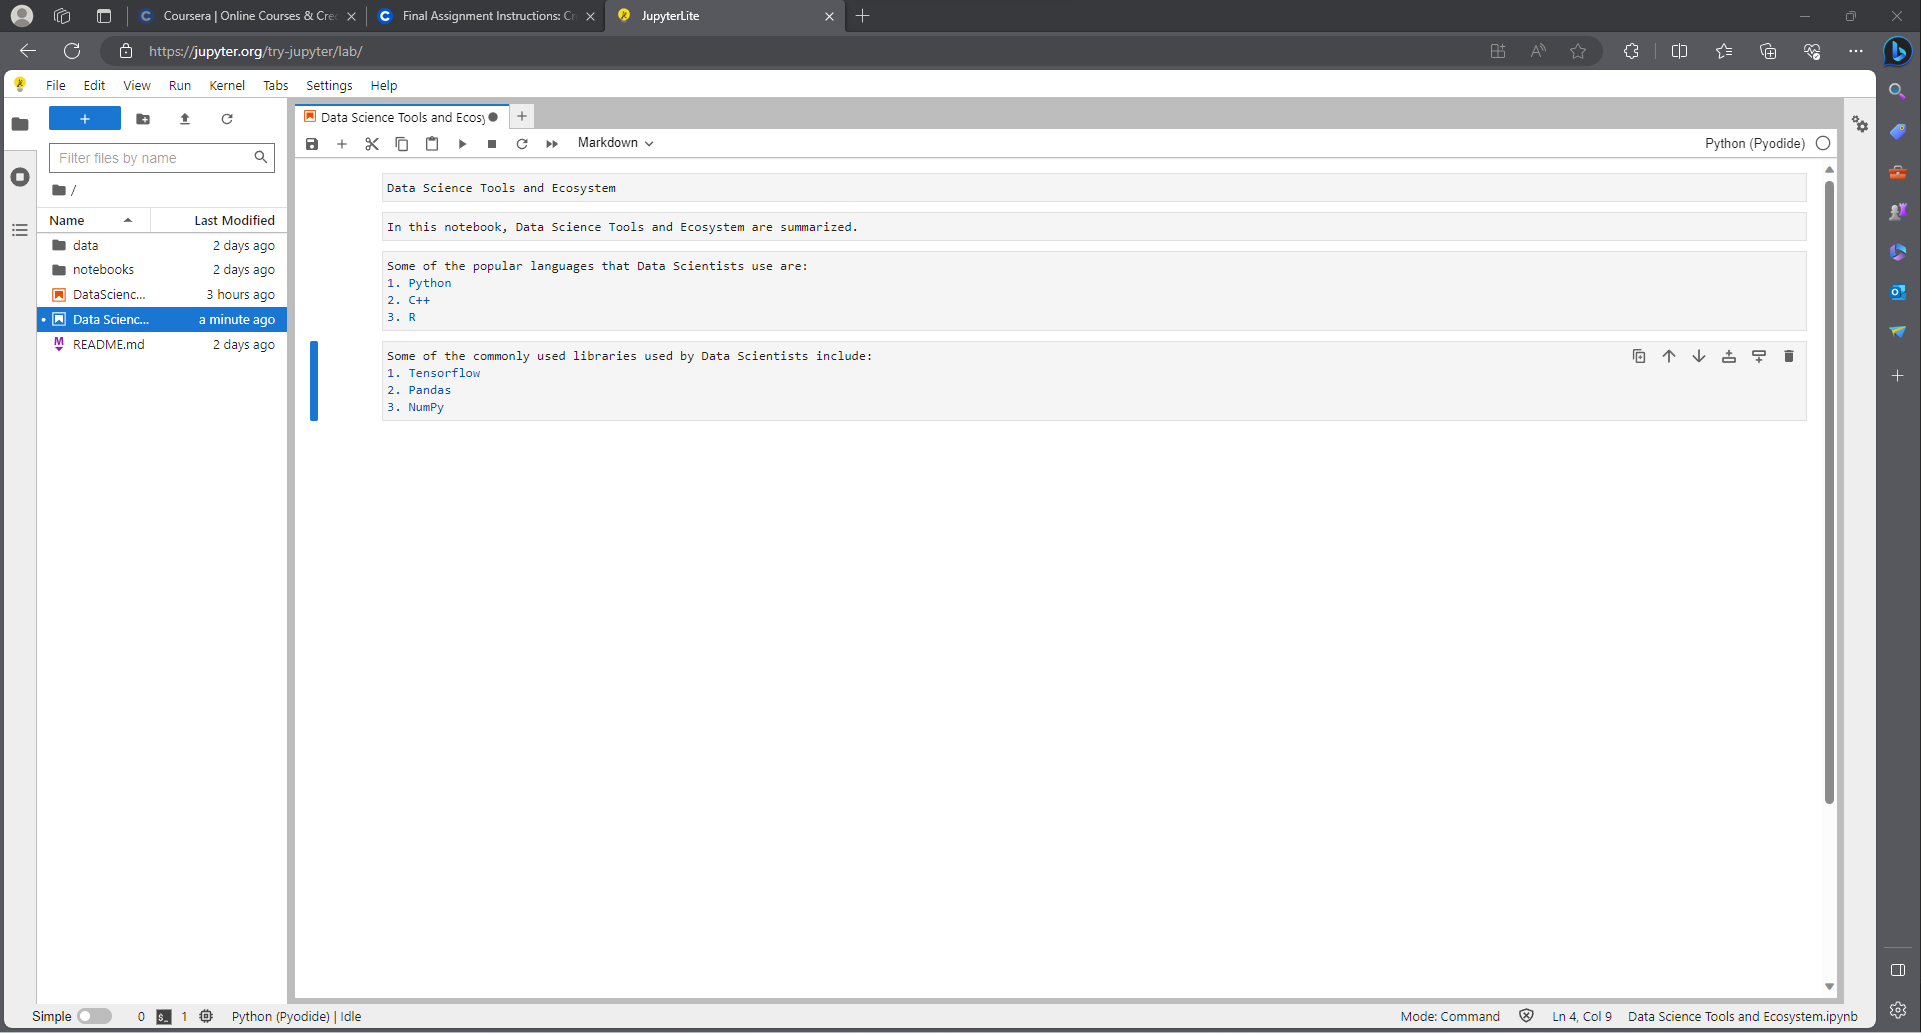 Coursera | Online Courses & Cre
Final Assignment Instructions: Cr
JupyterLite
https://jupyter.org/try-jupyter/lab/
File Edit View Run Kernel Tabs Settings Help
Data Science Tools and Ecosy
Filter files by name
Markdown
Python (Pyodide)
/
Name Last Modified
data 2 days ago
notebooks 2 days ago
DataScienc... 3 hours ago
Data Scienc... a minute ago
README.md 2 days ago
Data Science Tools and Ecosystem
In this notebook, Data Science Tools and Ecosystem are summarized.
Some of the popular languages that Data Scientists use are:
1. Python
2. C++
3. R
Some of the commonly used libraries used by Data Scientists include:
1. Tensorflow
2. Pandas
3. NumPy
Simple 0 1 Python (Pyodide) | Idle Mode: Command Ln 4, Col 9 Data Science Tools and Ecosystem.ipynb